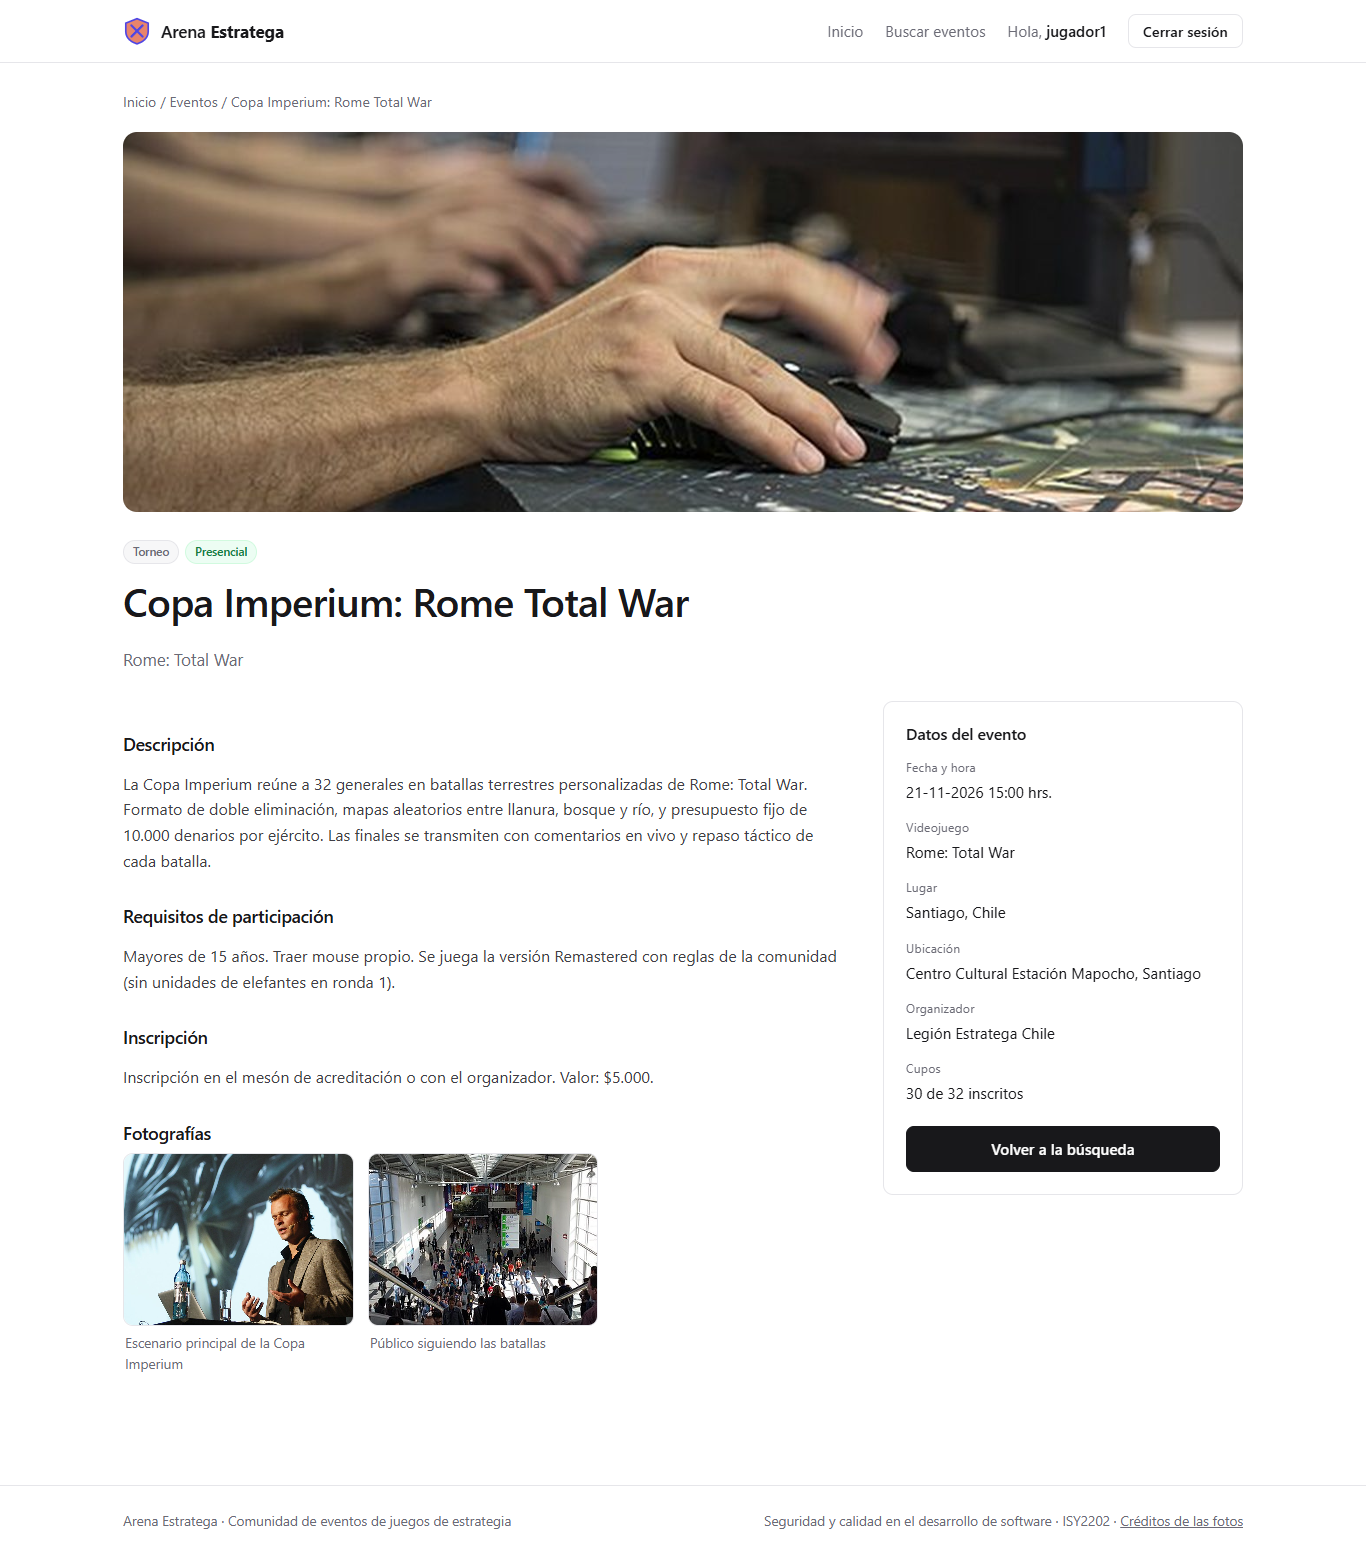 Arena Estratega
Inicio
Buscar eventos
Hola, jugador1
Cerrar sesión
Inicio / Eventos / Copa Imperium: Rome Total War
Torneo
Presencial
Copa Imperium: Rome Total War
Rome: Total War
Descripción
La Copa Imperium reúne a 32 generales en batallas terrestres personalizadas de Rome: Total War.
Formato de doble eliminación, mapas aleatorios entre llanura, bosque y río, y presupuesto fijo de
10.000 denarios por ejército. Las finales se transmiten con comentarios en vivo y repaso táctico de
cada batalla.
Requisitos de participación
Mayores de 15 años. Traer mouse propio. Se juega la versión Remastered con reglas de la comunidad
(sin unidades de elefantes en ronda 1).
Inscripción
Inscripción en el mesón de acreditación o con el organizador. Valor: $5.000.
Fotografías
Escenario principal de la Copa
Imperium
Público siguiendo las batallas
Datos del evento
Fecha y hora
21-11-2026 15:00 hrs.
Videojuego
Rome: Total War
Lugar
Santiago, Chile
Ubicación
Centro Cultural Estación Mapocho, Santiago
Organizador
Legión Estratega Chile
Cupos
30 de 32 inscritos
Volver a la búsqueda
Arena Estratega · Comunidad de eventos de juegos de estrategia
Seguridad y calidad en el desarrollo de software · ISY2202 · Créditos de las fotos